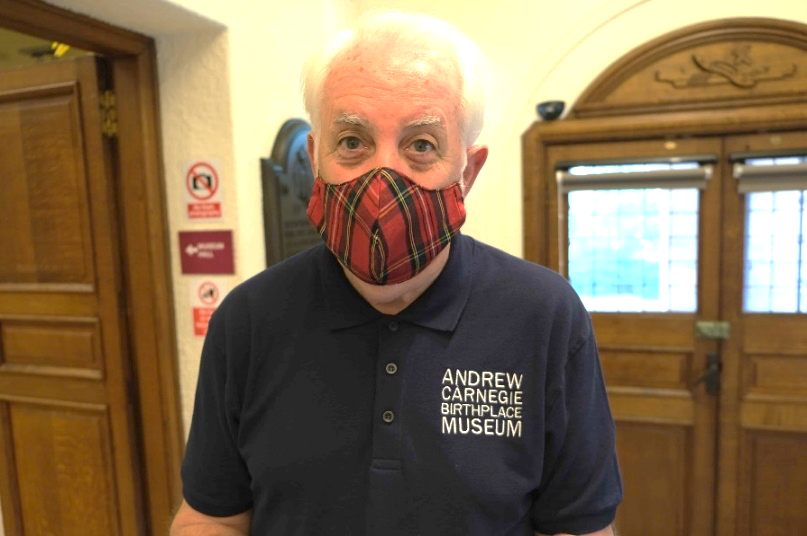 MUSEUM
HALL
ANDREW
CARNEGIE
BIRTHPLACE
MUSEUM